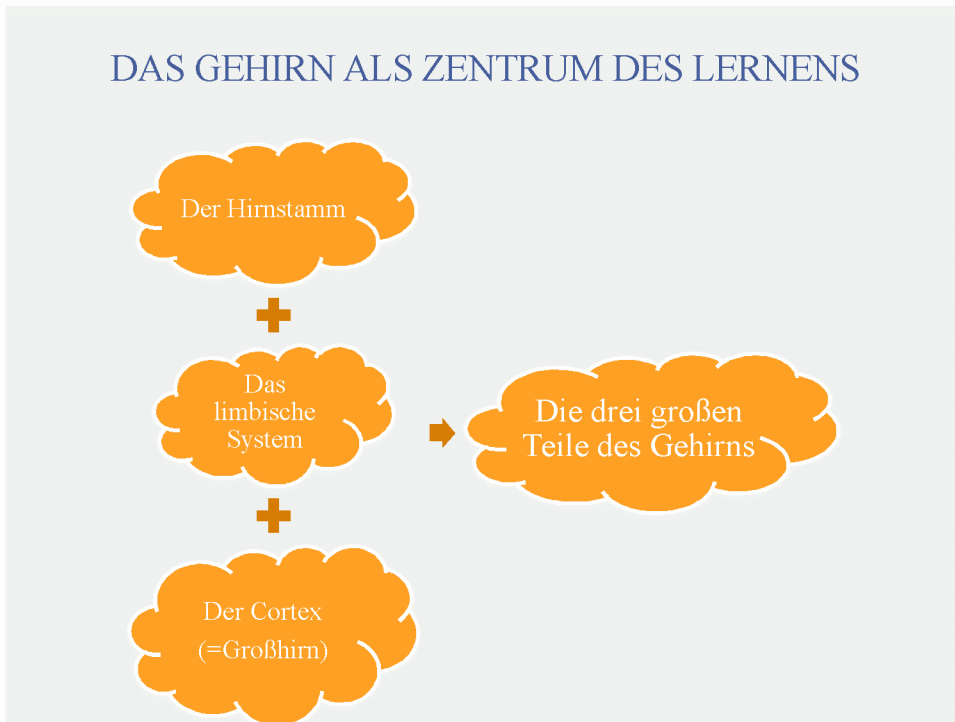 DAS GEHIRN ALS ZENTRUM DES LERNENS
Der Hirnstamm
Das
limbische
System
Die drei großen
Teile des Gehirns
Der Cortex
(=Großhirn)